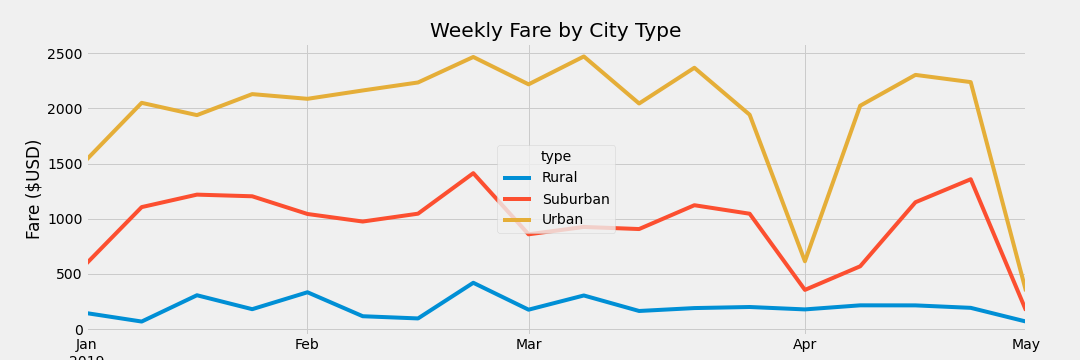 Weekly Fare by City Type
Fare ($USD)
2500
2000
1500
1000
500
0
type
Rural
Suburban
Urban
Jan Feb Mar Apr May
2019